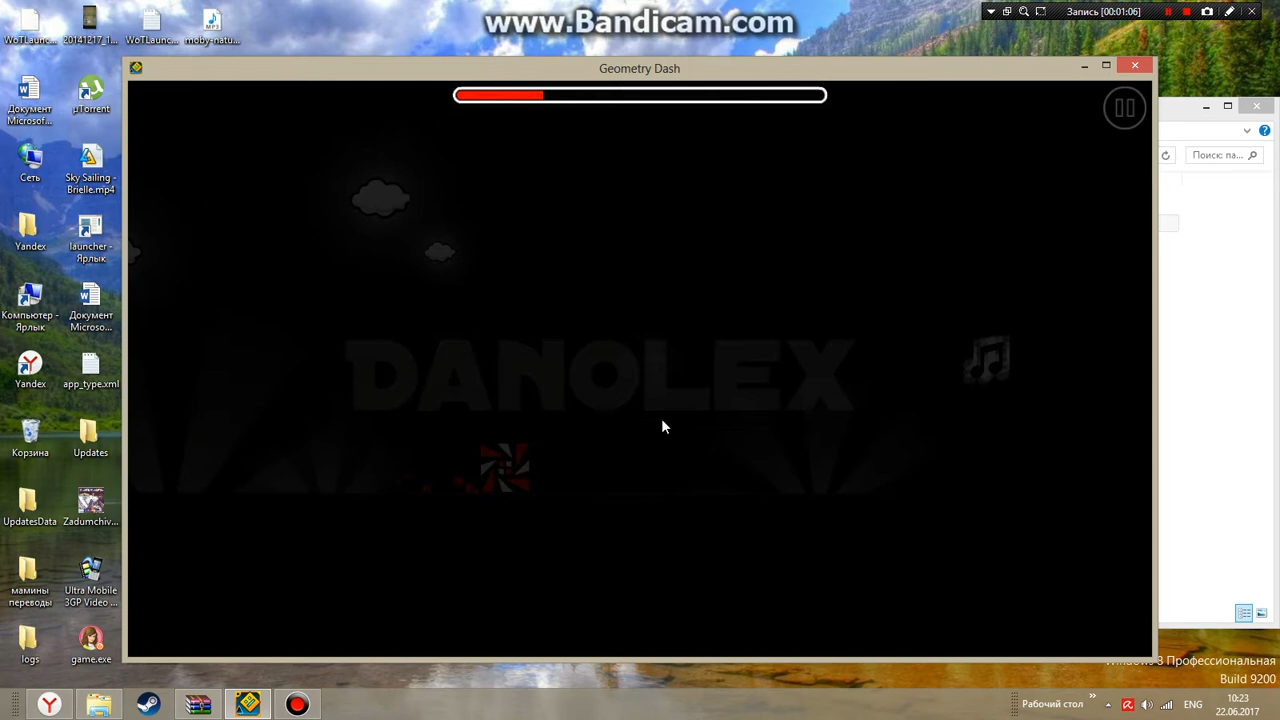 www.Bandicam.com
Запись [00:01:06]
WoTLaunc...
20141217_1...
WoTLaunc...
moby-natu...
Geometry Dash
Документ
Microsof...
µTorrent
Поиск: па...
Сеть
Sky Sailing -
Brielle.mp4
Yandex
launcher -
Ярлык
Компьютер -
Ярлык
Документ
Microso...
DANOLEX
Yandex
app_type.xml
Корзина
Updates
UpdatesData
Zadumchiv...
мамины
переводы
Ultra Mobile
3GP Video ...
logs
game.exe
Windows 8 Профессиональная
Build 9200
Рабочий стол
ENG
10:23
22.06.2017